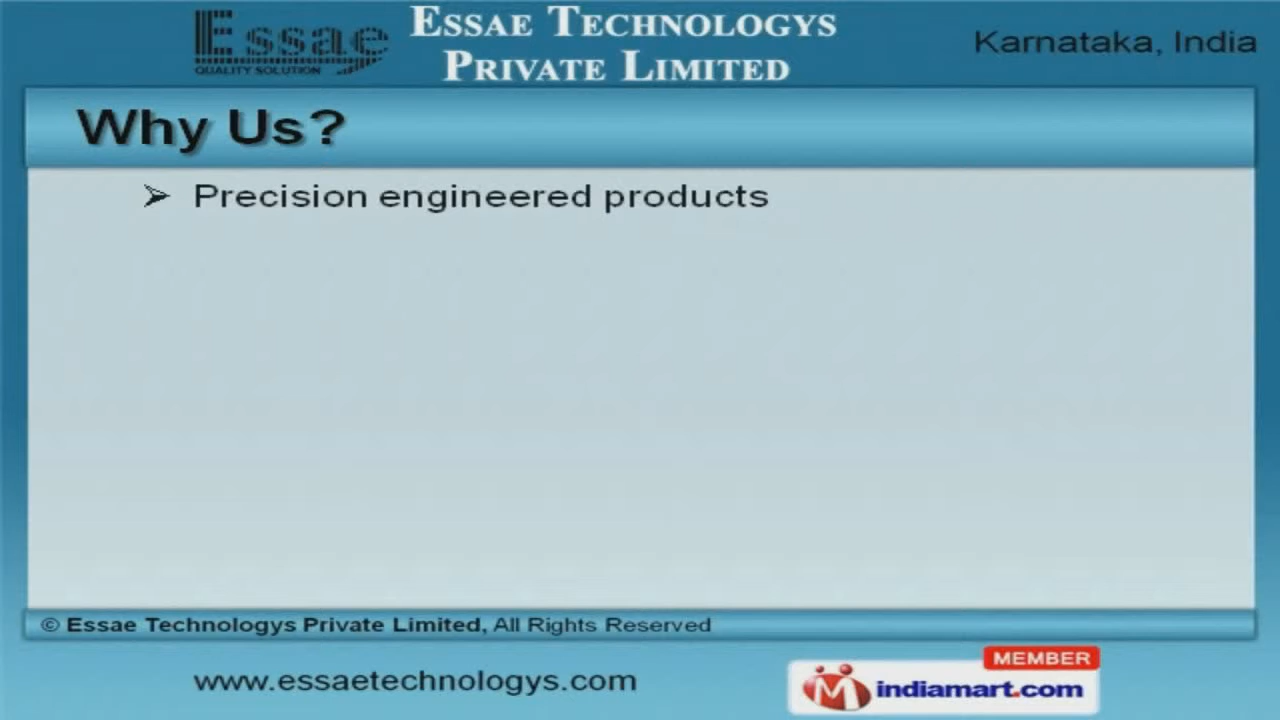 Essae
QUALITY SOLUTION
ESSAE TECHNOLOGYS
PRIVATE LIMITED
Karnataka, India
Why Us?
➢ Precision engineered products
© Essae Technologys Private Limited, All Rights Reserved
www.essaetechnologys.com
MEMBER
indiamart.com